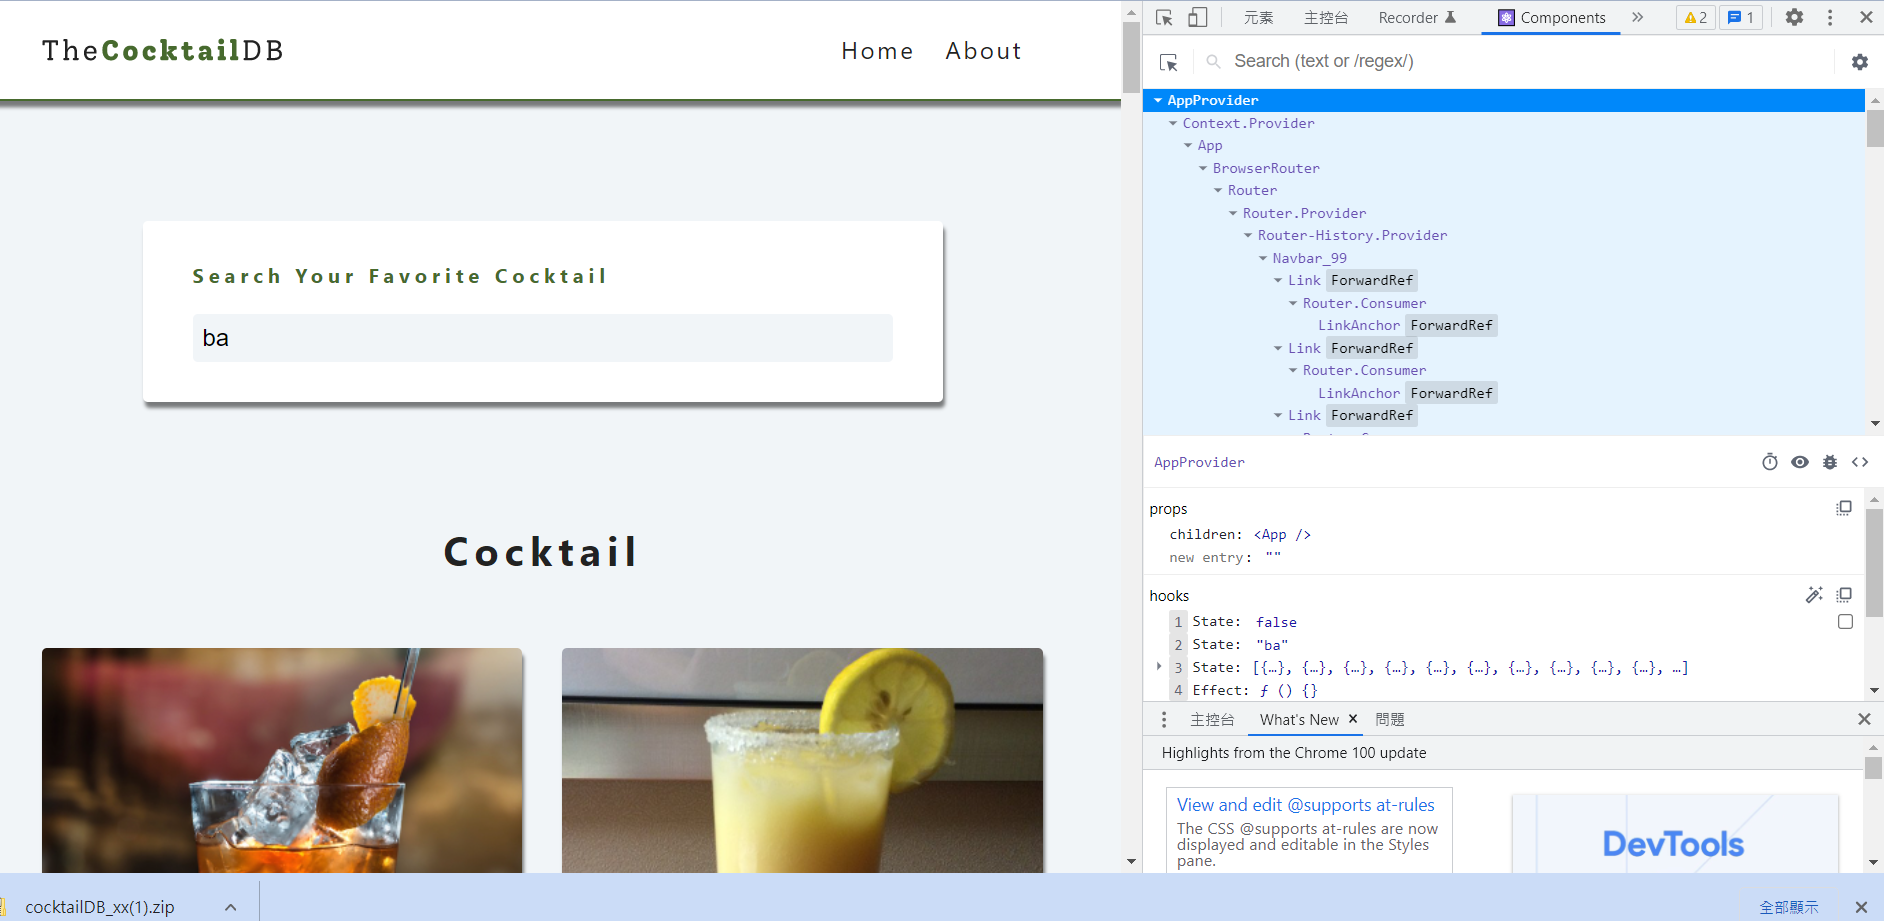 TheCocktailDB
Home
About
Search Your Favorite Cocktail
ba
Cocktail
元素
主控台
Recorder
Components
2
1
Search (text or /regex/)
AppProvider
Context.Provider
App
BrowserRouter
Router
Router.Provider
Router-History.Provider
Navbar_99
Link ForwardRef
Router.Consumer
LinkAnchor ForwardRef
Link ForwardRef
Router.Consumer
LinkAnchor ForwardRef
Link ForwardRef
AppProvider
props
children: <App />
new entry: ""
hooks
1 State: false
2 State: "ba"
3 State: [{…}, {…}, {…}, {…}, {…}, {…}, {…}, {…}, {…}, {…}, …]
4 Effect: ƒ () {}
主控台
What's New
問題
Highlights from the Chrome 100 update
View and edit @supports at-rules
The CSS @supports at-rules are now
displayed and editable in the Styles
pane.
DevTools
cocktailDB_xx(1).zip
全部顯示